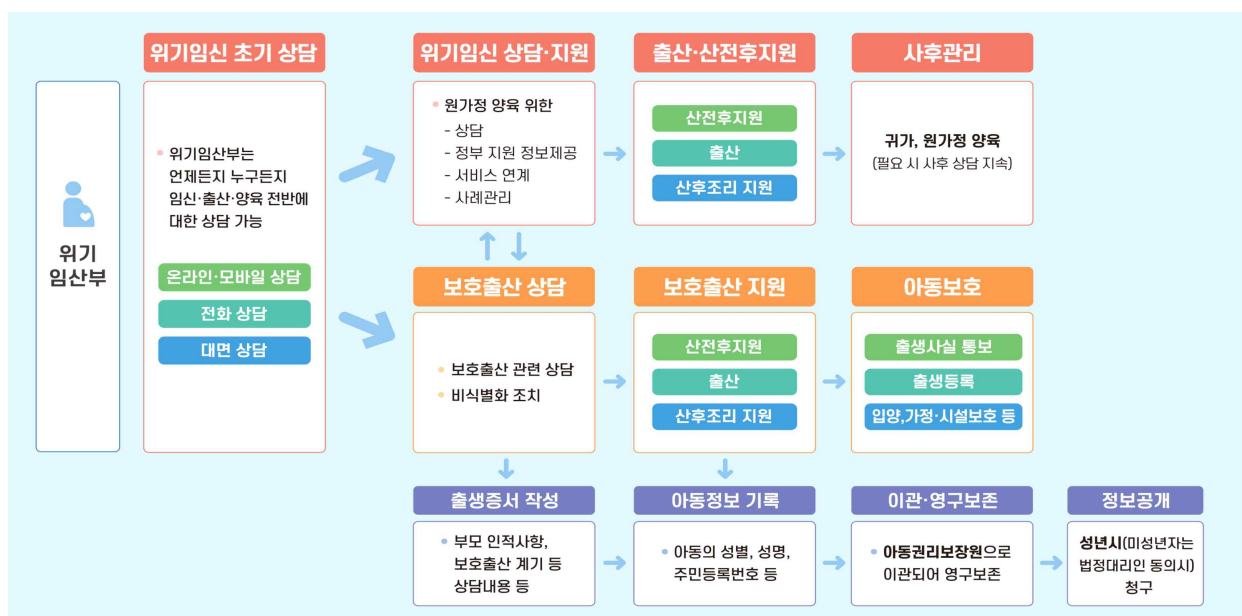 위기
임산부
위기임신 초기 상담
위기임산부는
언제든지 누구든지
임신·출산·양육 전반에
대한 상담 가능
온라인·모바일 상담
전화 상담
대면 상담
위기임신 상담·지원
원가정 양육 위한
- 상담
- 정부 지원 정보제공
- 서비스 연계
- 사례관리
출산·산전후지원
산전후지원
출산
산후조리 지원
사후관리
귀가, 원가정 양육
(필요 시 사후 상담 지속)
보호출산 상담
보호출산 관련 상담
비식별화 조치
보호출산 지원
산전후지원
출산
산후조리 지원
아동보호
출생사실 통보
출생등록
입양,가정·시설보호 등
출생증서 작성
부모 인적사항,
보호출산 계기 등
상담내용 등
아동정보 기록
아동의 성별, 성명,
주민등록번호 등
이관·영구보존
아동권리보장원으로
이관되어 영구보존
정보공개
성년시(미성년자는
법정대리인 동의시)
청구